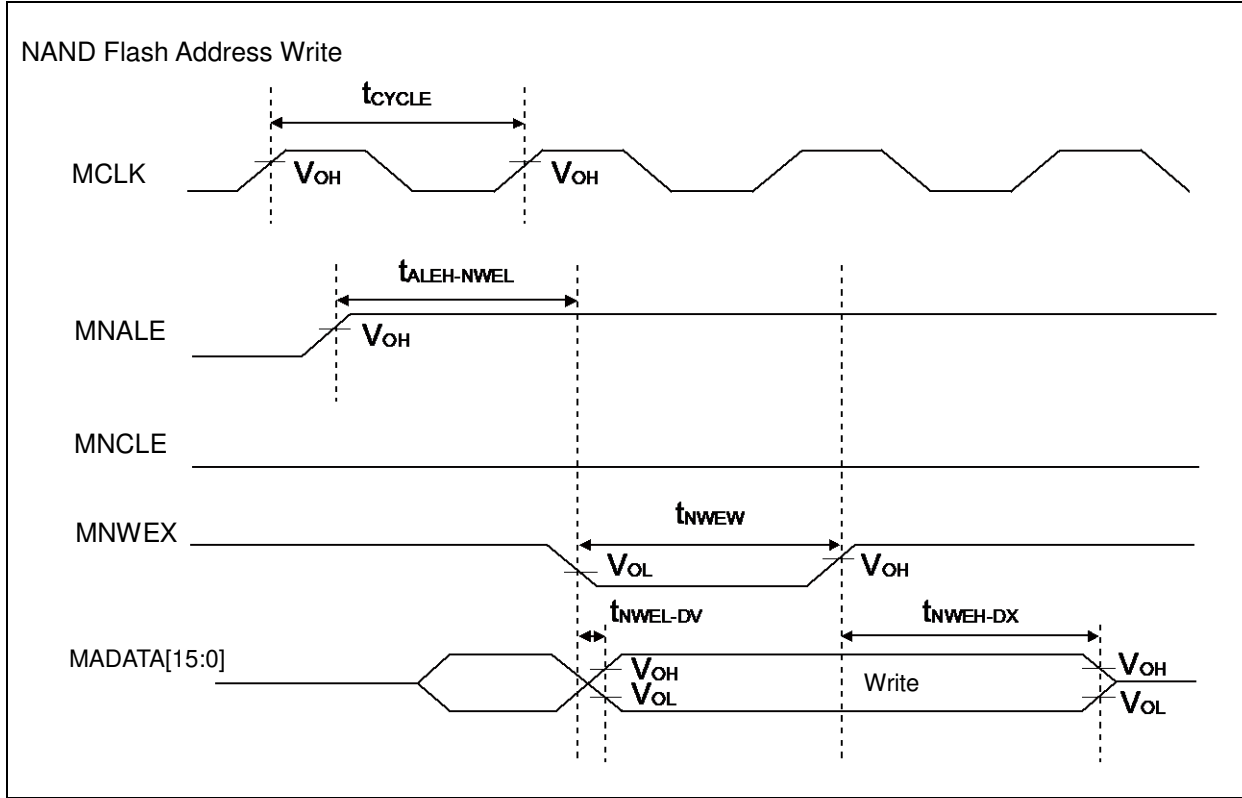 NAND Flash Address Write
tCYCLE
MCLK
VOH
VOH
tALEH-NWEL
MNALE
VOH
MNCLE
tNWEW
MNWEX
VOL
VOH
tNWEL-DV
tNWEH-DX
MADATA[15:0]
VOH
VOL
Write
VOH
VOL